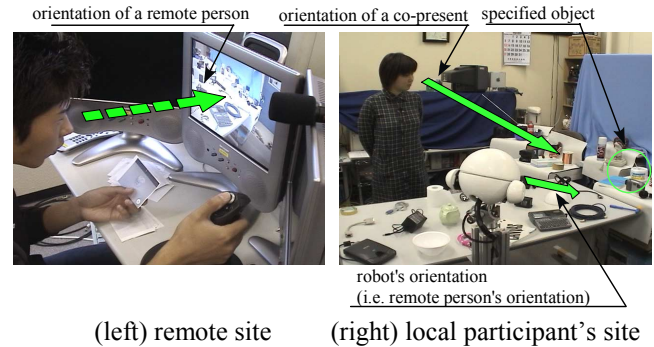 orientation of a remote person
orientation of a co-present
specified object
robot's orientation
(i.e. remote person's orientation)
(left) remote site
(right) local participant's site